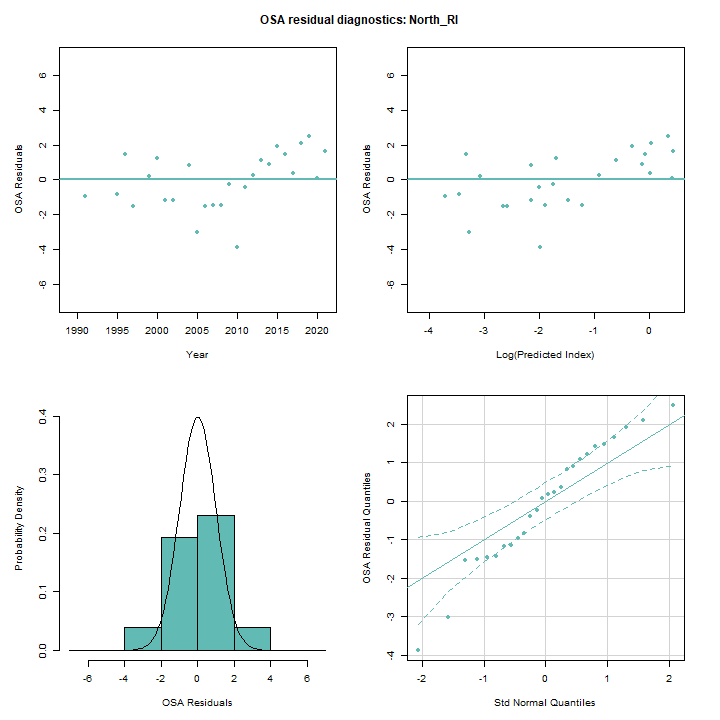 OSA residual diagnostics: North_RI
OSA Residuals
6
4
2
0
-2
-4
-6
1990 1995 2000 2005 2010 2015 2020
Year
OSA Residuals
6
4
2
0
-2
-4
-6
-4 -3 -2 -1 0
Log(Predicted Index)
Probability Density
0.4
0.3
0.2
0.1
0.0
-6 -4 -2 0 2 4 6
OSA Residuals
OSA Residual Quantiles
2
1
0
-1
-2
-3
-4
-2 -1 0 1 2
Std Normal Quantiles